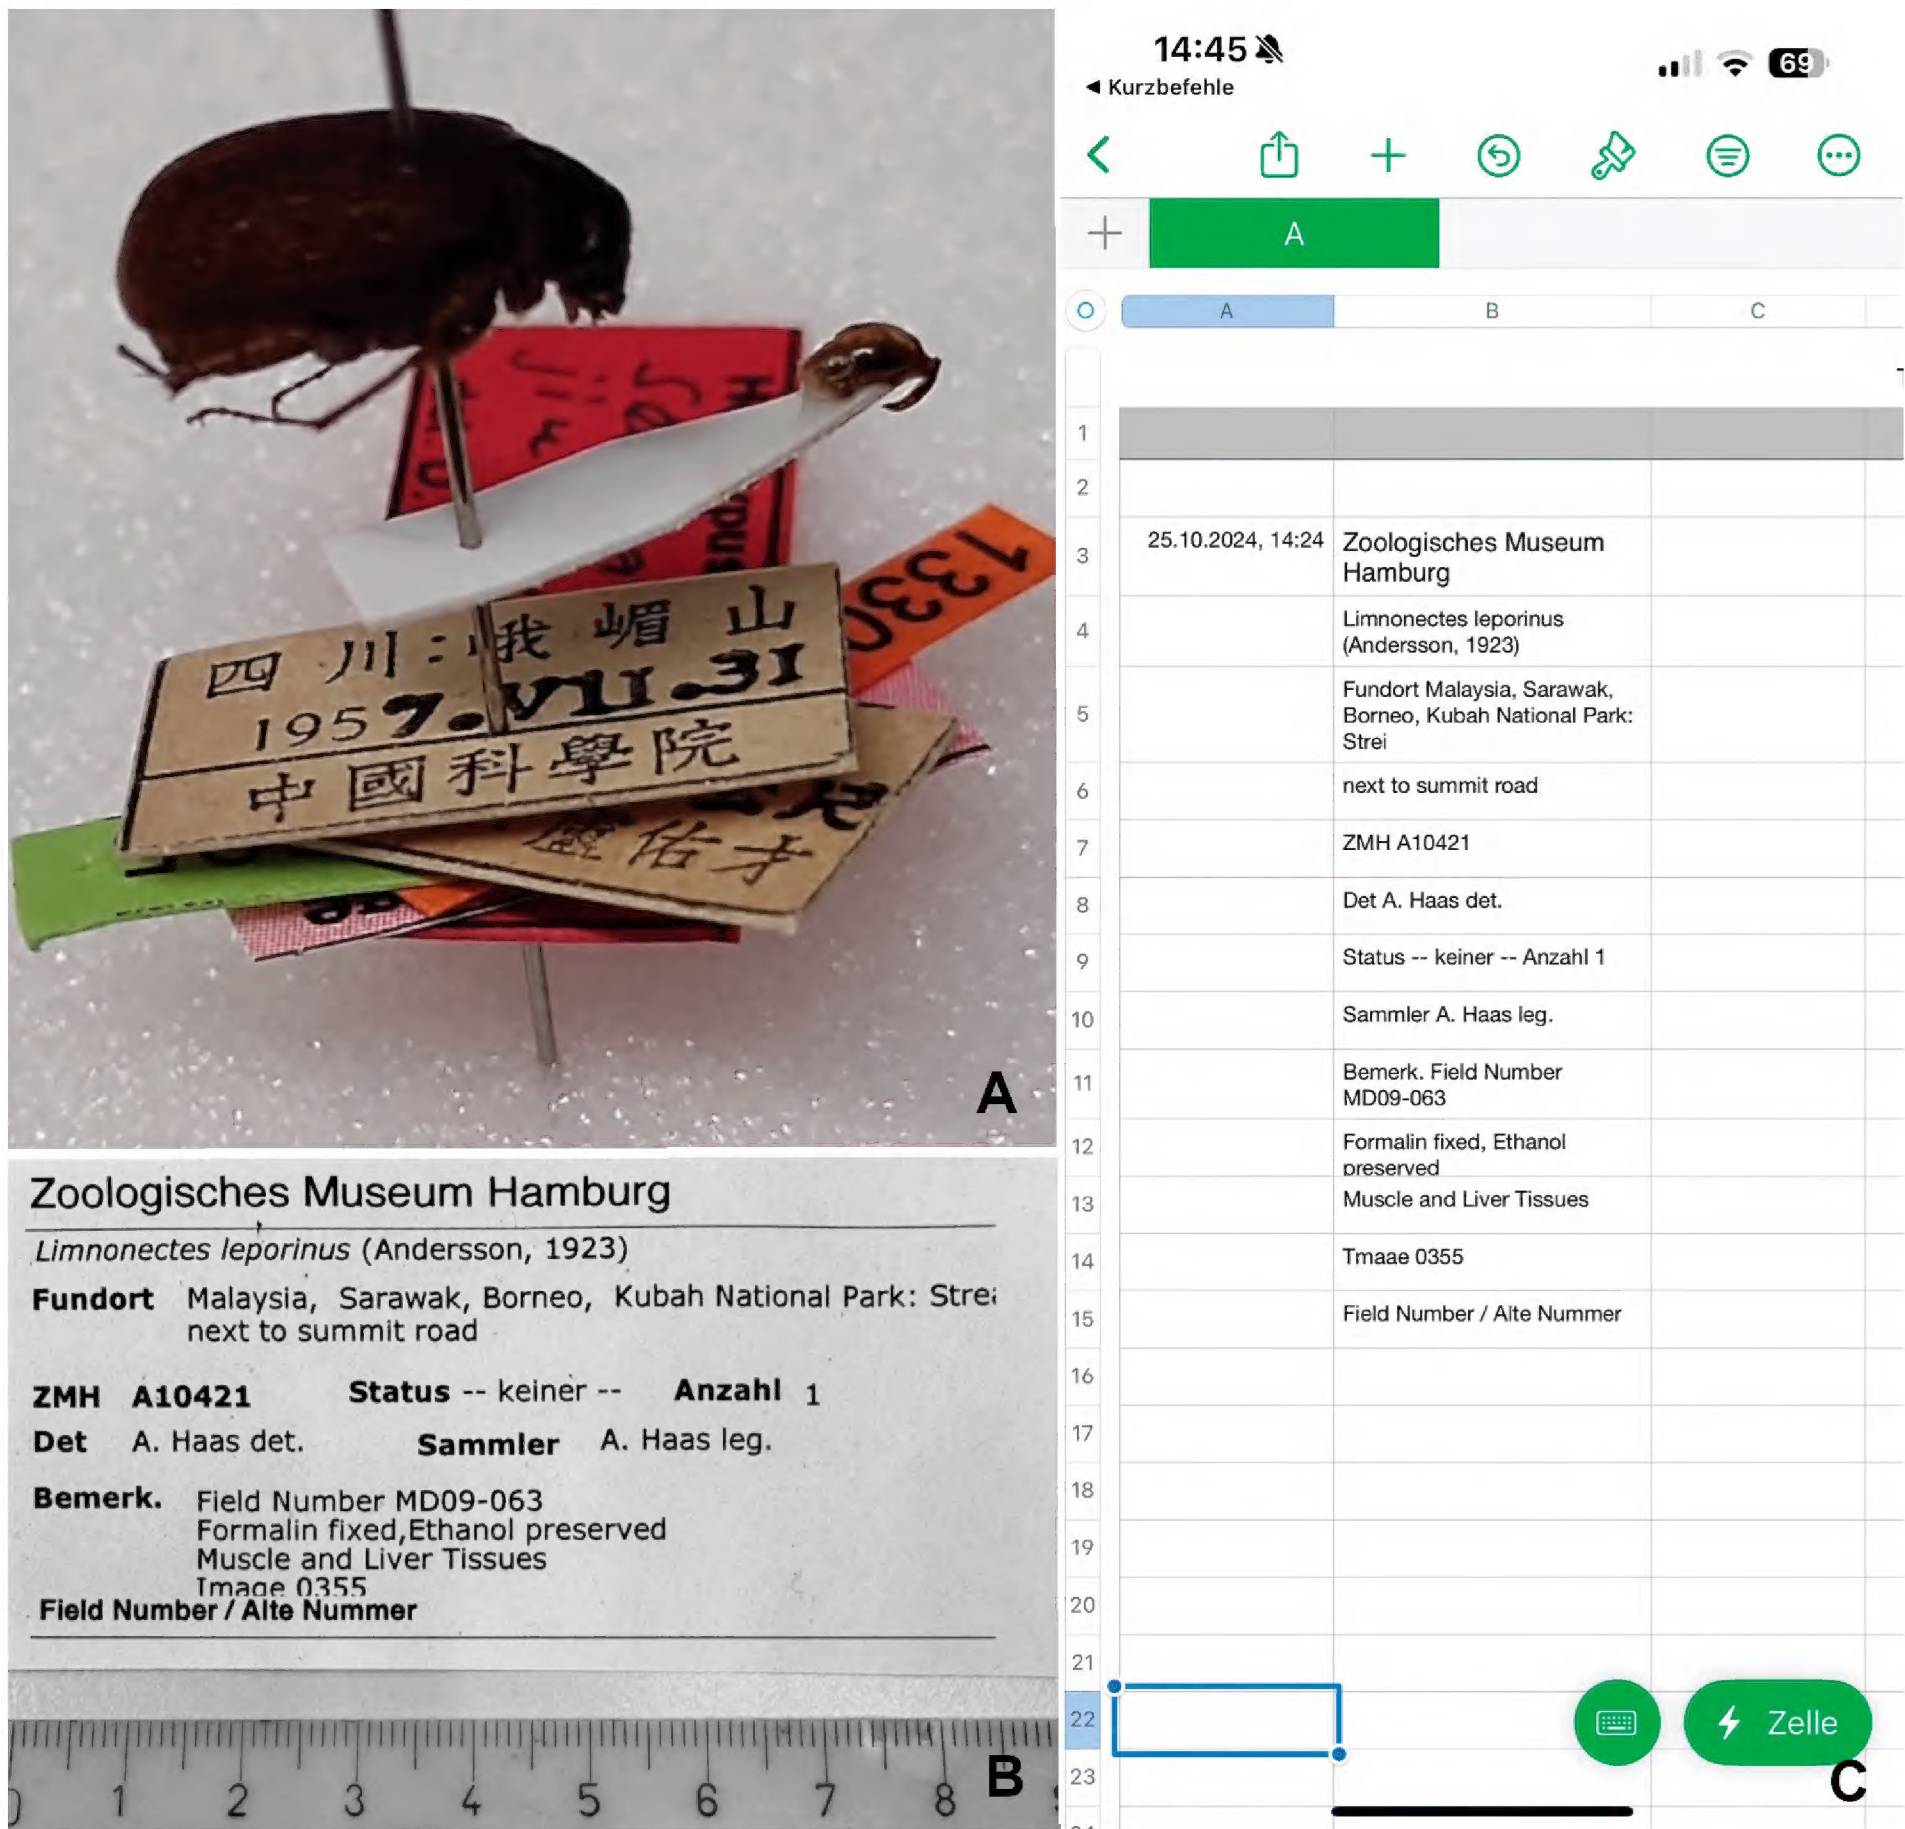 1330
四川:峨嵋山
1957.VII.31
中國科學院
佑才
A
Zoologisches Museum Hamburg
Limnonectes leporinus (Andersson, 1923)
Fundort Malaysia, Sarawak, Borneo, Kubah National Park:
next to summit road
ZMH A10421 Status -- keiner -- Anzahl 1
Det A. Haas det. Sammler A. Haas leg.
Bemerk. Field Number MD09-063
Formalin fixed,Ethanol preserved
Muscle and Liver Tissues
Image 0355
Field Number / Alte Nummer
0 1 2 3 4 5 6 7 8
B
14:45
69
◀ Kurzbefehle
A
A B C
1
2
3 25.10.2024, 14:24 Zoologisches Museum
Hamburg
4 Limnonectes leporinus
(Andersson, 1923)
5 Fundort Malaysia, Sarawak,
Borneo, Kubah National Park:
Strei
6 next to summit road
7 ZMH A10421
8 Det A. Haas det.
9 Status -- keiner -- Anzahl 1
10 Sammler A. Haas leg.
11 Bemerk. Field Number
MD09-063
12 Formalin fixed, Ethanol
preserved
13 Muscle and Liver Tissues
14 Tmaae 0355
15 Field Number / Alte Nummer
16
17
18
19
20
21
22
Zelle
23
C